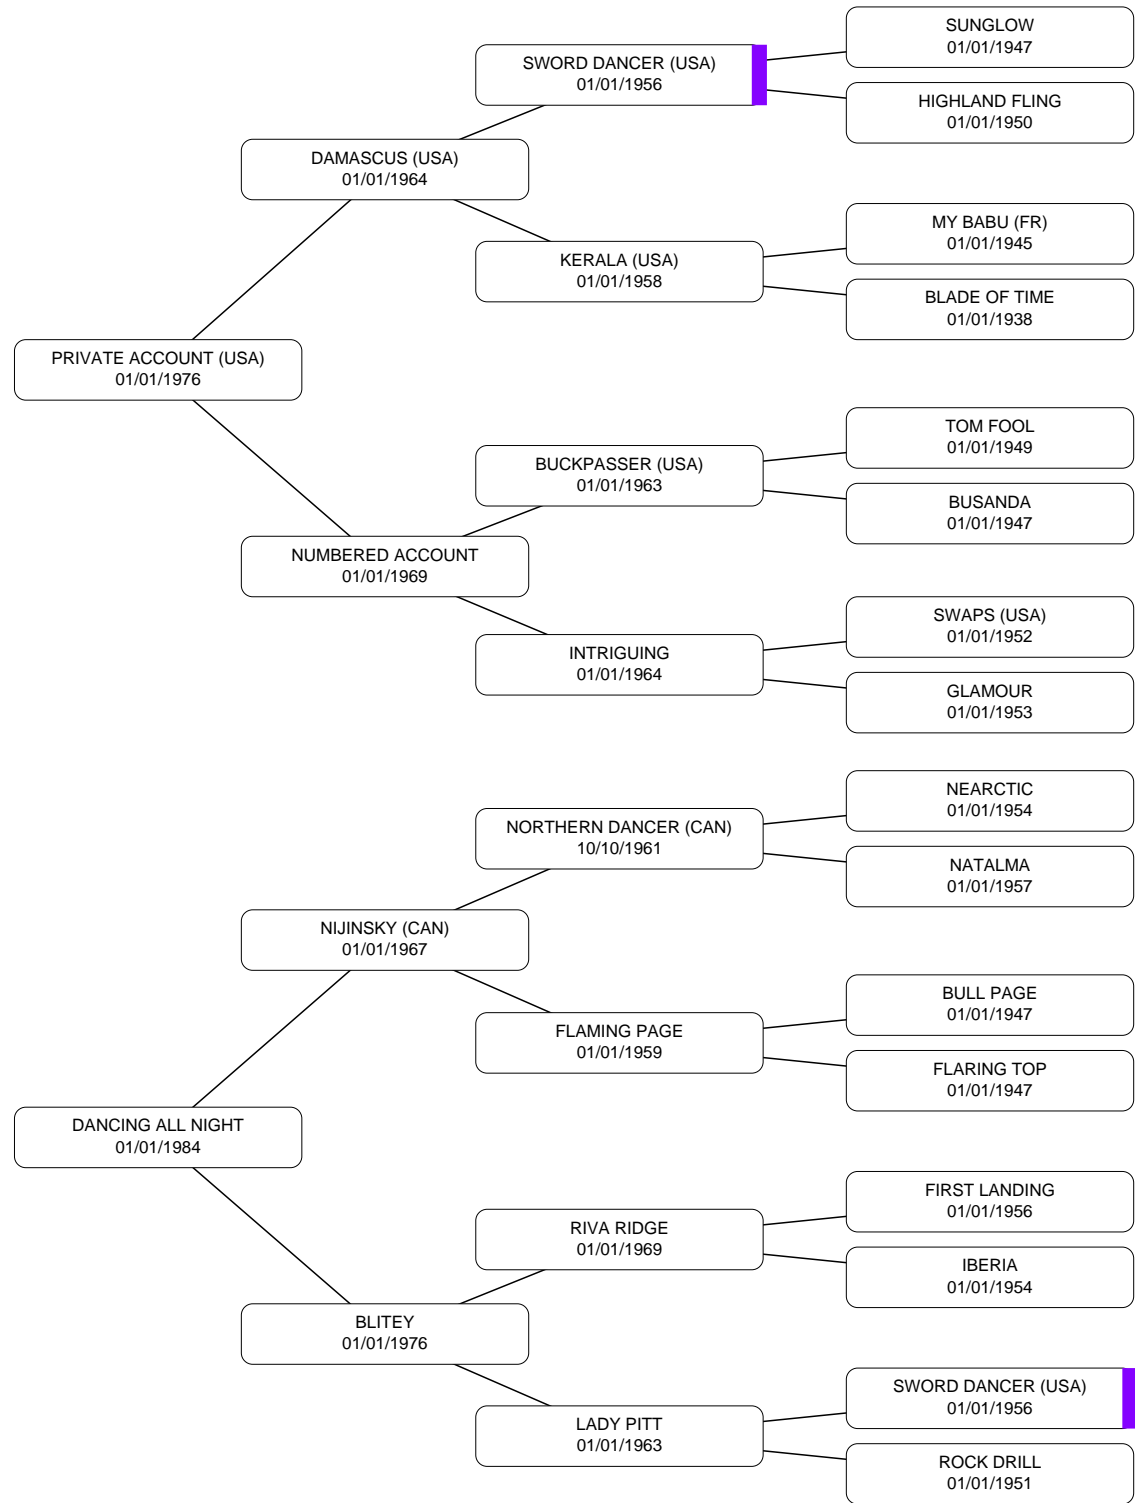 SUNGLOW
01/01/1947
SWORD DANCER (USA)
01/01/1956
HIGHLAND FLING
01/01/1950
DAMASCUS (USA)
01/01/1964
MY BABU (FR)
01/01/1945
KERALA (USA)
01/01/1958
BLADE OF TIME
01/01/1938
PRIVATE ACCOUNT (USA)
01/01/1976
TOM FOOL
01/01/1949
BUCKPASSER (USA)
01/01/1963
BUSANDA
01/01/1947
NUMBERED ACCOUNT
01/01/1969
SWAPS (USA)
01/01/1952
INTRIGUING
01/01/1964
GLAMOUR
01/01/1953
NEARCTIC
01/01/1954
NORTHERN DANCER (CAN)
10/10/1961
NATALMA
01/01/1957
NIJINSKY (CAN)
01/01/1967
BULL PAGE
01/01/1947
FLAMING PAGE
01/01/1959
FLARING TOP
01/01/1947
DANCING ALL NIGHT
01/01/1984
FIRST LANDING
01/01/1956
RIVA RIDGE
01/01/1969
IBERIA
01/01/1954
BLITEY
01/01/1976
SWORD DANCER (USA)
01/01/1956
LADY PITT
01/01/1963
ROCK DRILL
01/01/1951